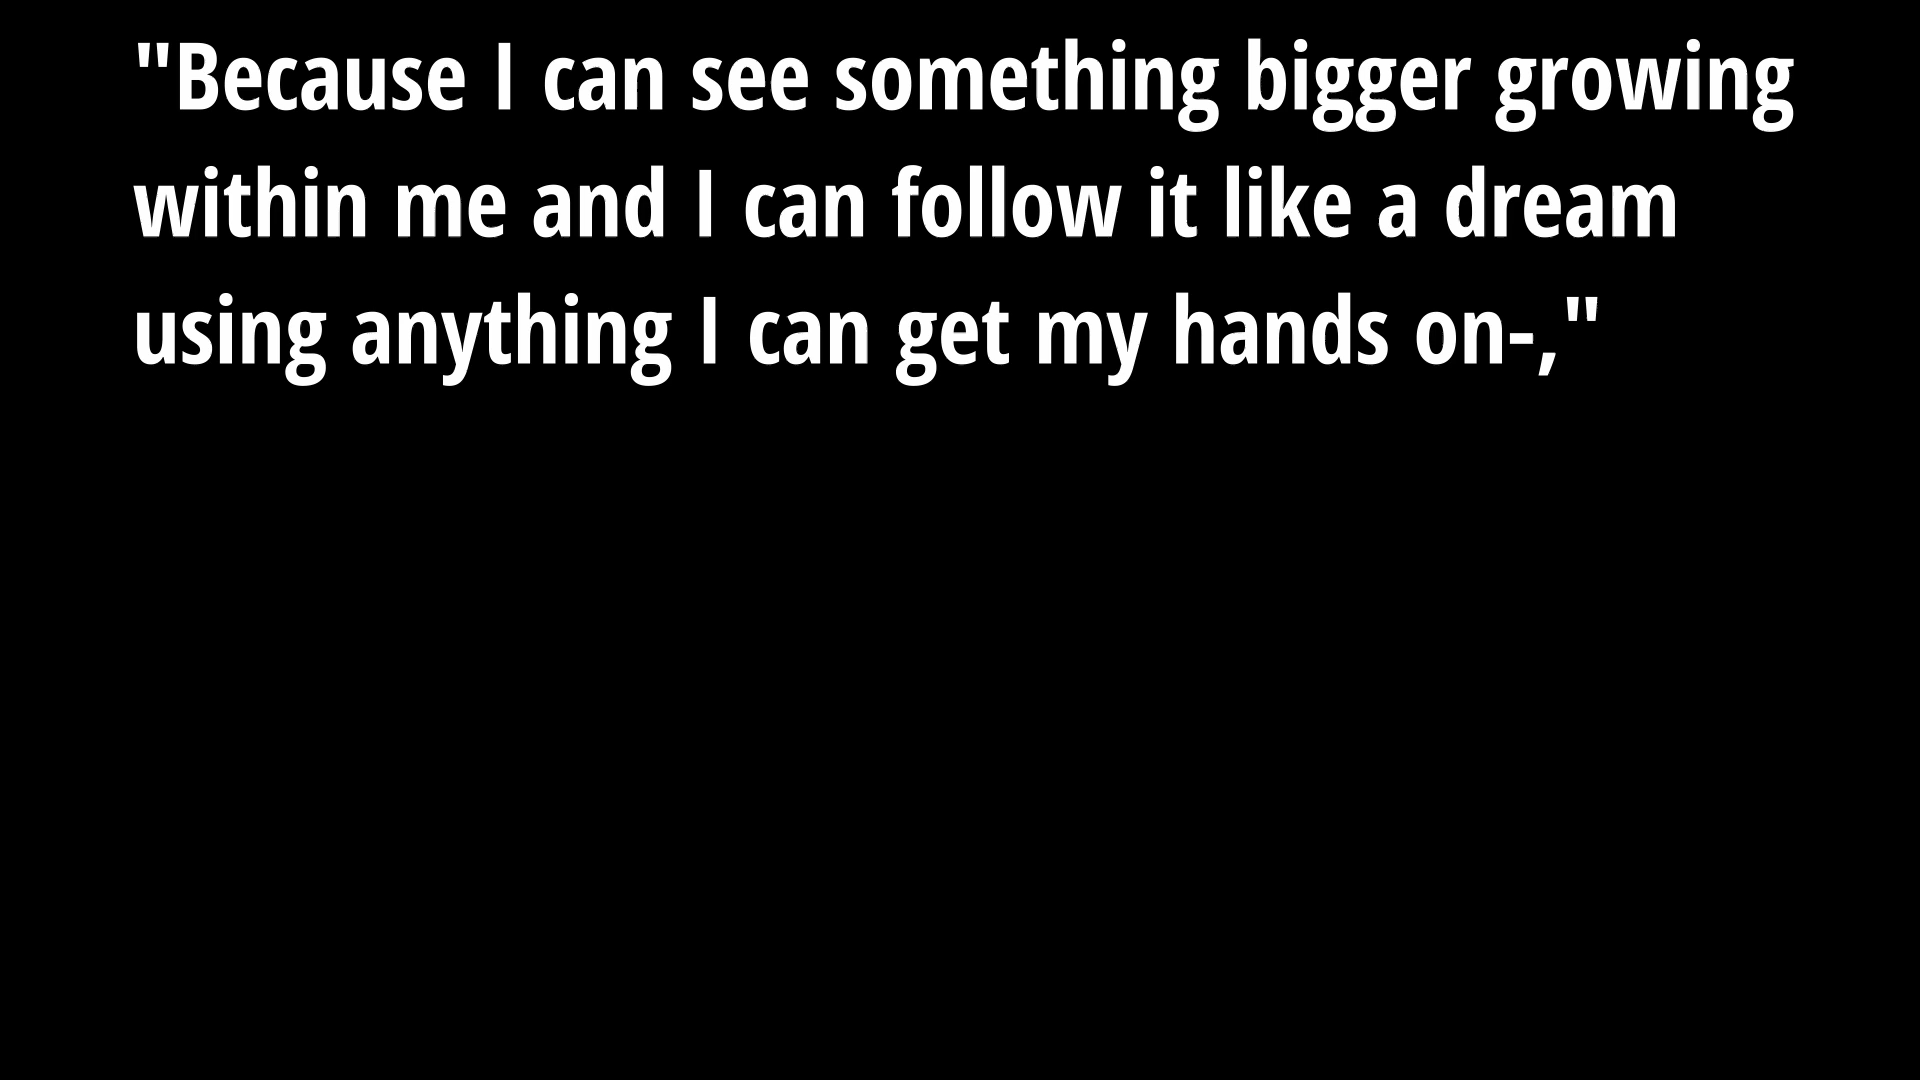 "Because I can see something bigger growing
within me and I can follow it like a dream
using anything I can get my hands on-,"